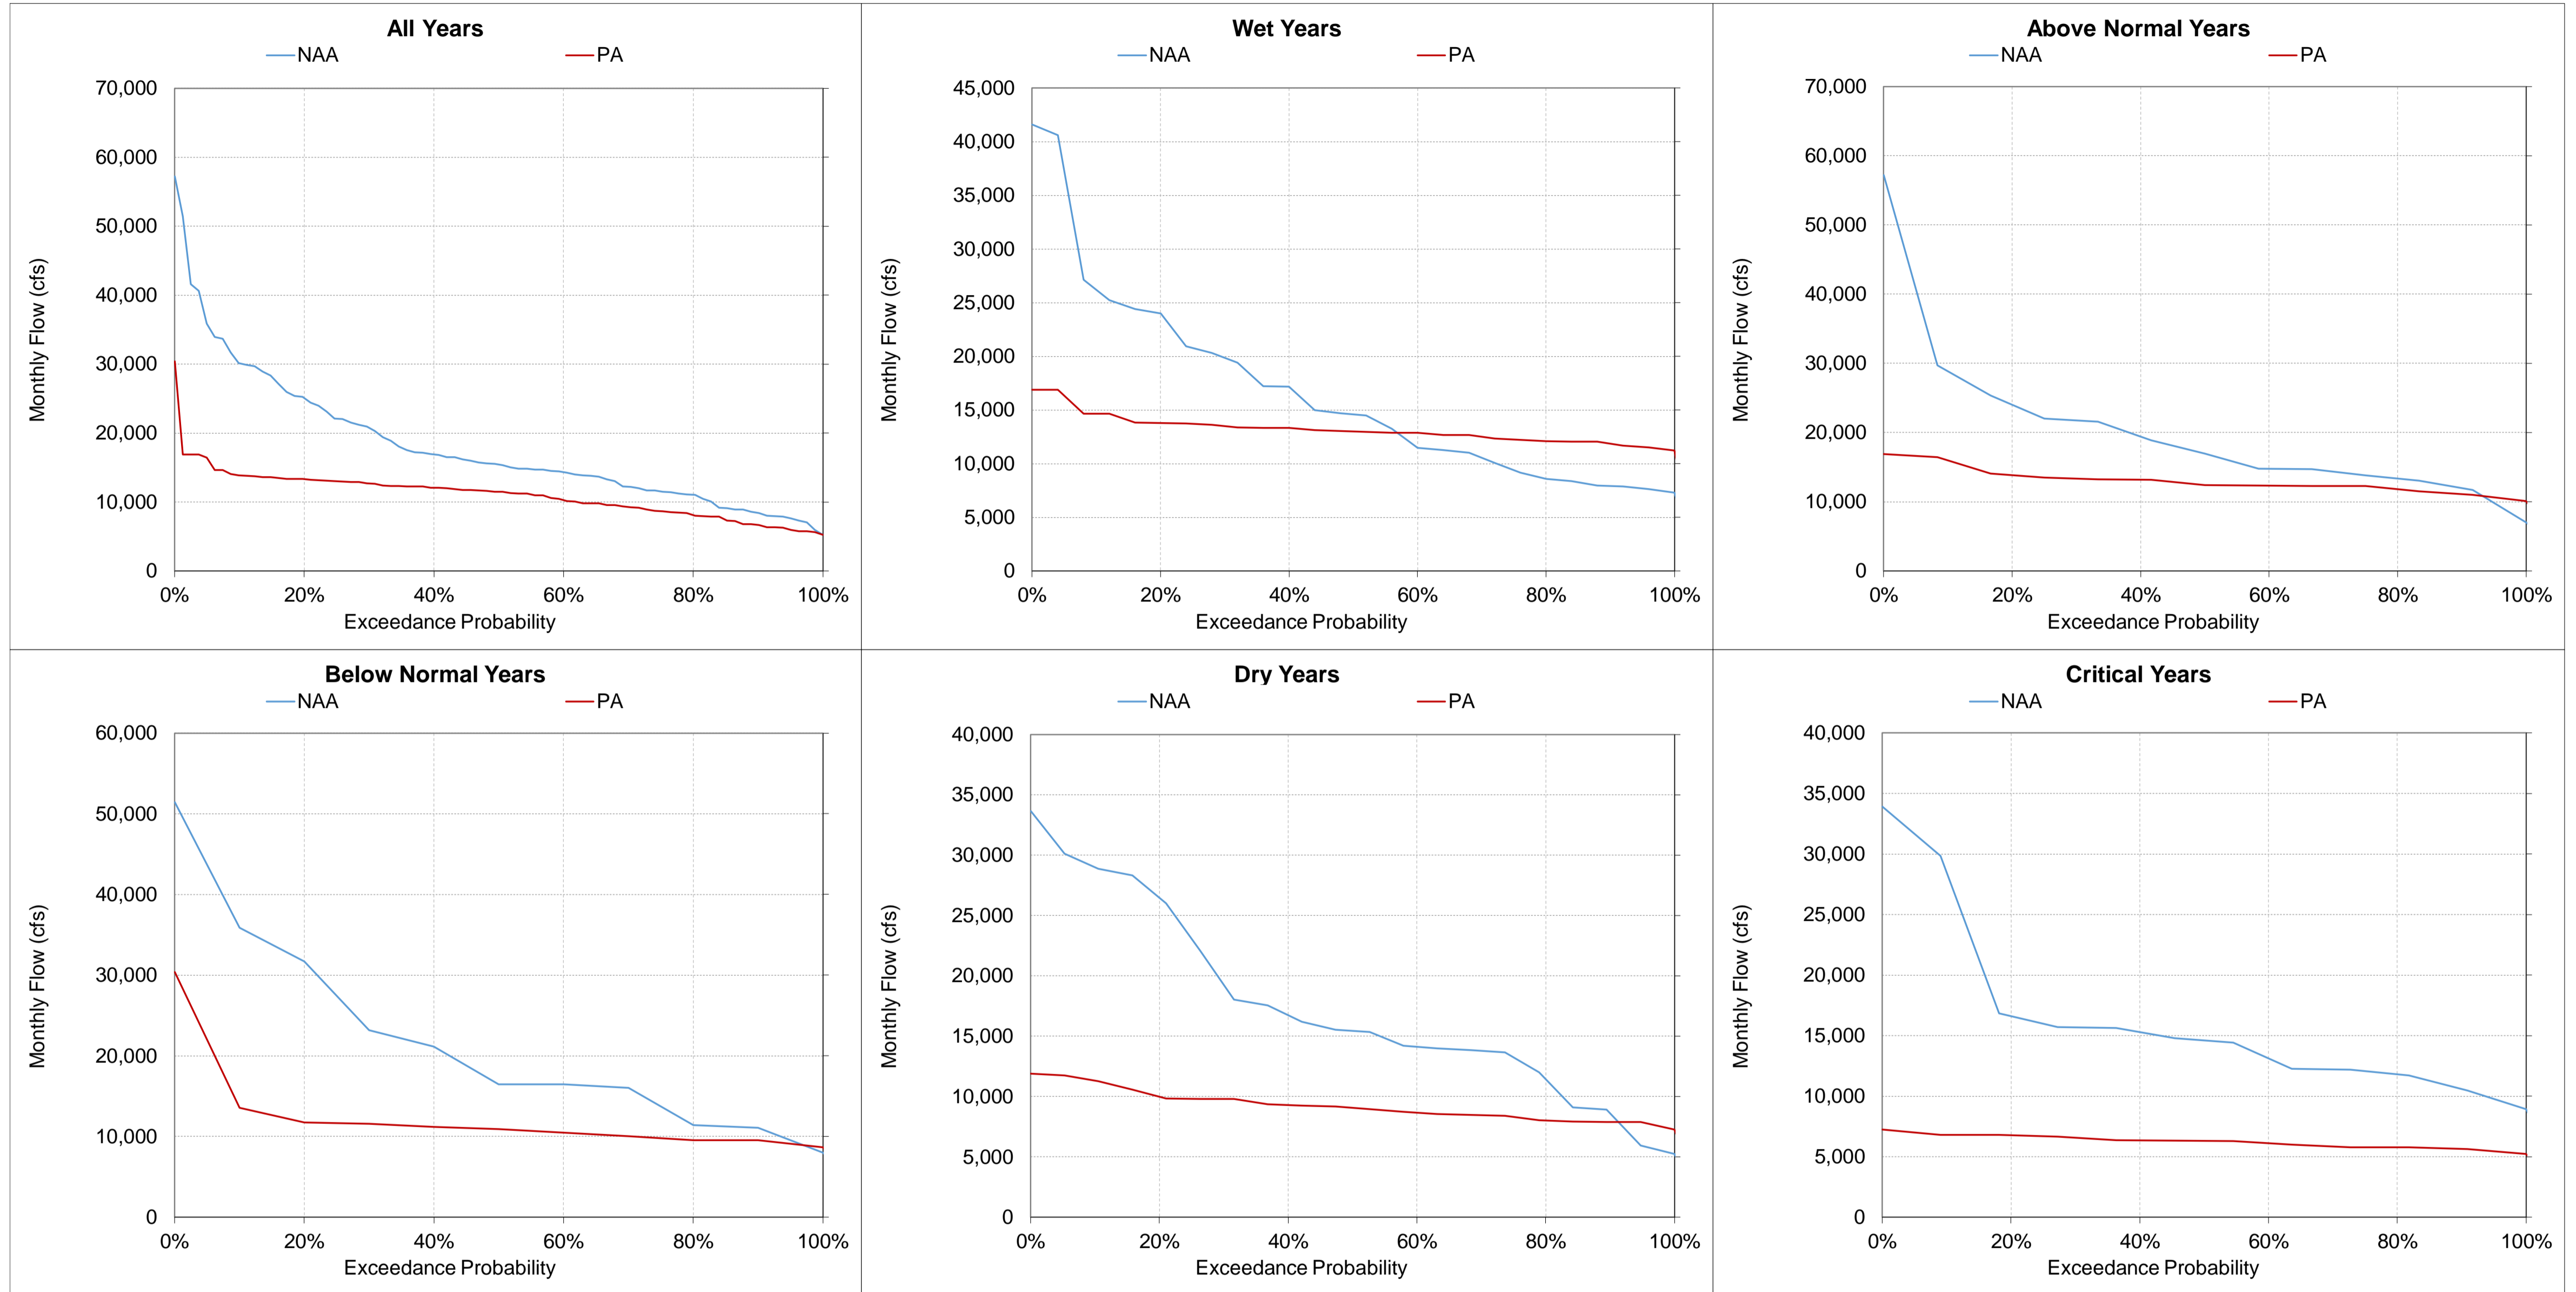 All Years
NAA PA
70,000
60,000
50,000
40,000
30,000
20,000
10,000
0
0% 20% 40% 60% 80% 100%
Exceedance Probability
Monthly Flow (cfs)
Wet Years
NAA PA
45,000
40,000
35,000
30,000
25,000
20,000
15,000
10,000
5,000
0
0% 20% 40% 60% 80% 100%
Exceedance Probability
Monthly Flow (cfs)
Above Normal Years
NAA PA
70,000
60,000
50,000
40,000
30,000
20,000
10,000
0
0% 20% 40% 60% 80% 100%
Exceedance Probability
Monthly Flow (cfs)
Below Normal Years
NAA PA
60,000
50,000
40,000
30,000
20,000
10,000
0
0% 20% 40% 60% 80% 100%
Exceedance Probability
Monthly Flow (cfs)
Dry Years
NAA PA
40,000
35,000
30,000
25,000
20,000
15,000
10,000
5,000
0
0% 20% 40% 60% 80% 100%
Exceedance Probability
Monthly Flow (cfs)
Critical Years
NAA PA
40,000
35,000
30,000
25,000
20,000
15,000
10,000
5,000
0
0% 20% 40% 60% 80% 100%
Exceedance Probability
Monthly Flow (cfs)